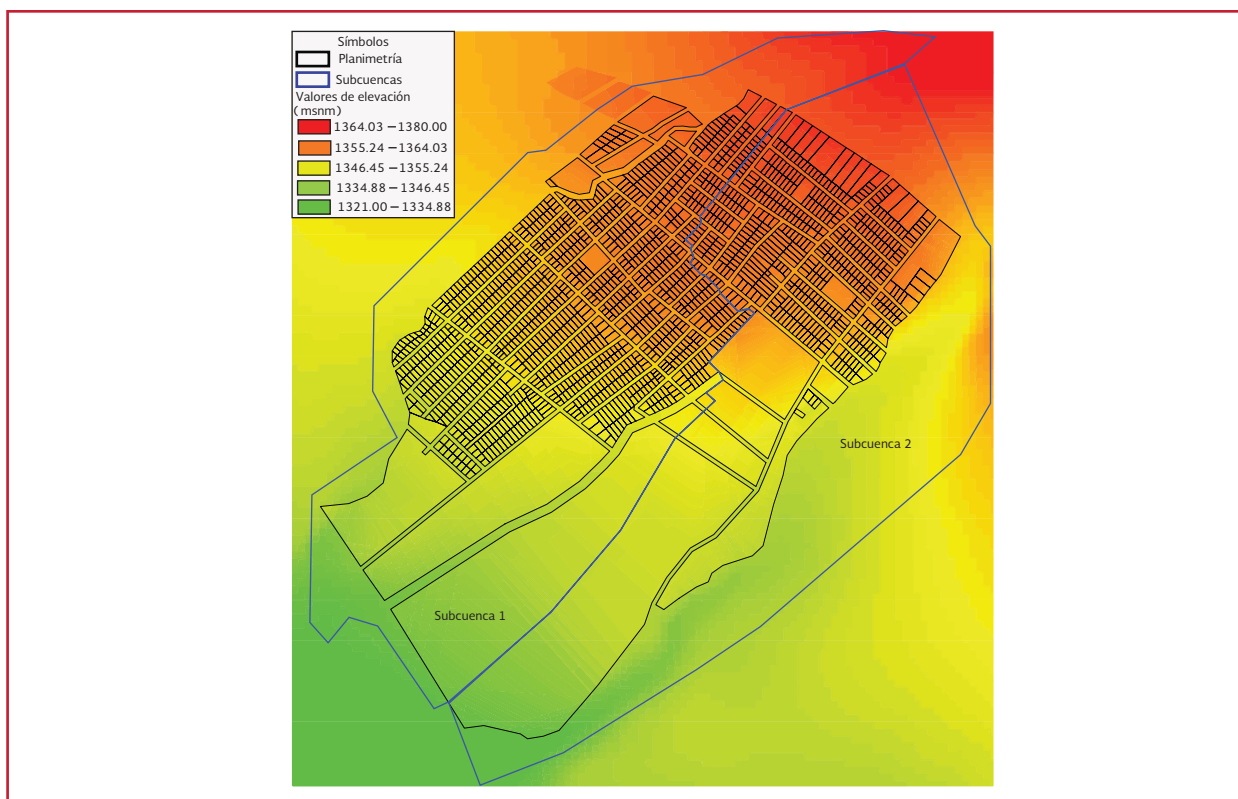 Símbolos
Planimetría
Subcuencas
Valores de elevación
(msnm)
1364.03 – 1380.00
1355.24 – 1364.03
1346.45 – 1355.24
1334.88 – 1346.45
1321.00 – 1334.88
Subcuenca 2
Subcuenca 1